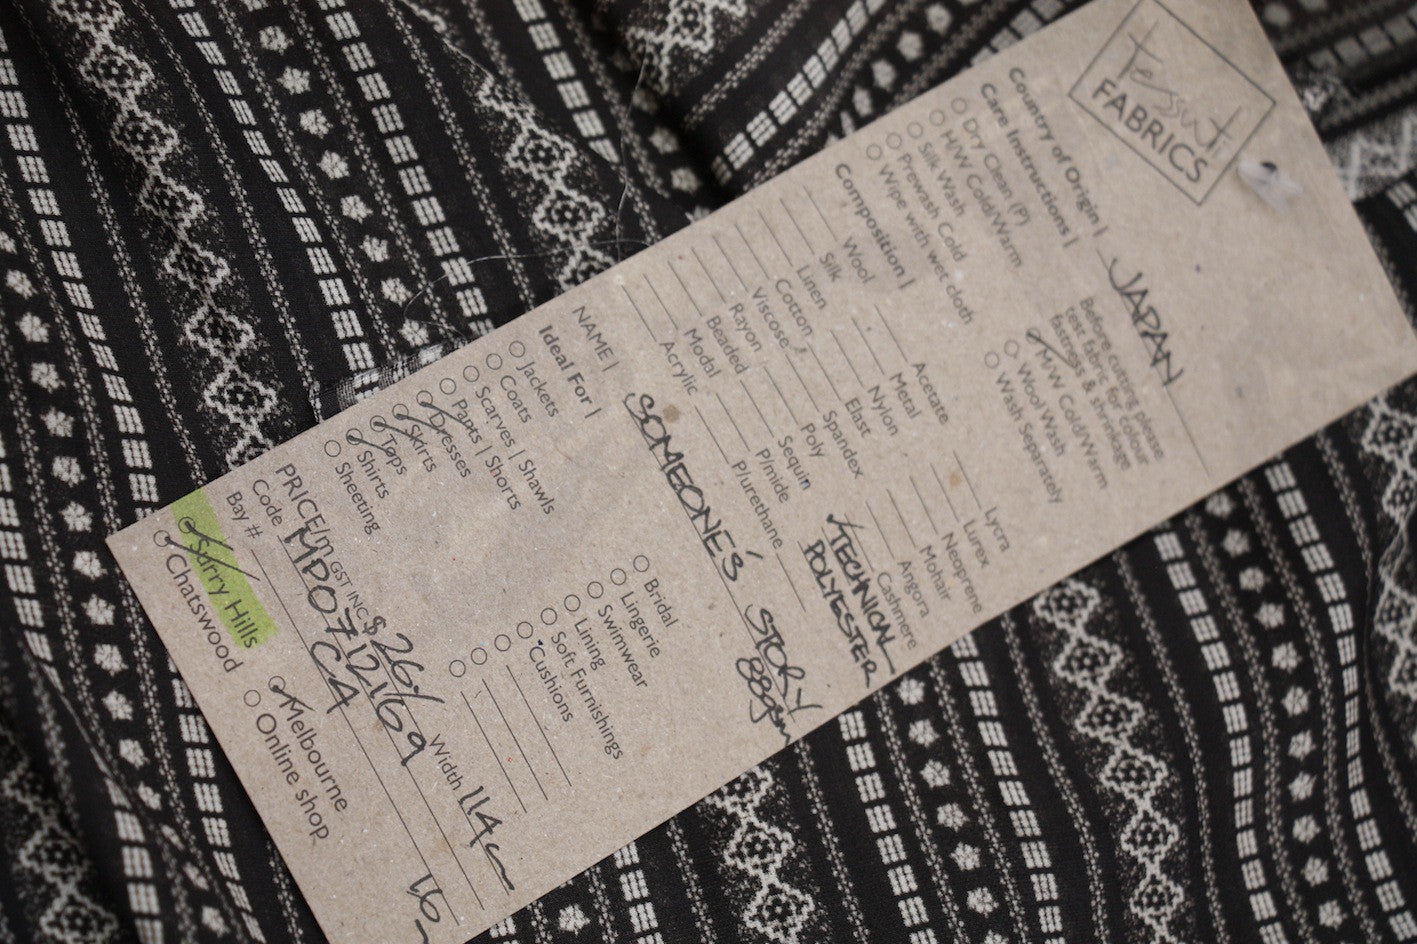 Tessuti
FABRICS
Country of Origin | JAPAN
Care Instructions |
Before cutting please
test fabric for colour
fastness & shrinkage
Dry Clean (P)
H/W Cold/Warm
Silk Wash
Prewash Cold
Wipe with wet cloth
M/W Cold/Warm
Wool Wash
Wash Separately
Composition |
Wool
Silk
Linen
Cotton
Viscose
Rayon
Beaded
Modal
Acrylic
Acetate
Metal
Nylon
Elast
Spandex
Poly
Sequin
P/mide
P/urethane
Lycra
Lurex
Neoprene
Mohair
Angora
Cashmere
TECHNICAL
POLYESTER
NAME | SOMEONE'S STORY
88gsm
Ideal For |
Jackets
Coats
Scarves | Shawls
Pants | Shorts
Dresses
Skirts
Tops
Shirts
Sheeting
Bridal
Lingerie
Swimwear
Lining
Soft Furnishings
Cushions
PRICE/m GST INC $ 26 Width 114cm
Code MP0712169
Bay # CA
Surry Hills
Chatswood
Melbourne
Online shop